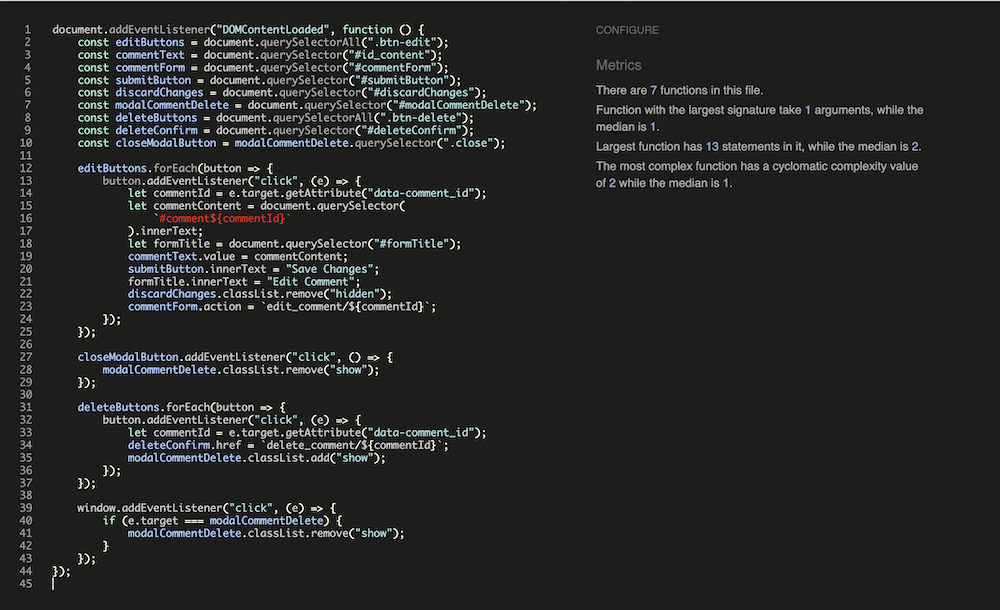 1 document.addEventListener("DOMContentLoaded", function () {
2     const editButtons = document.querySelectorAll(".btn-edit");
3     const commentText = document.querySelector("#id_content");
4     const commentForm = document.querySelector("#commentForm");
5     const submitButton = document.querySelector("#submitButton");
6     const discardChanges = document.querySelector("#discardChanges");
7     const modalCommentDelete = document.querySelector("#modalCommentDelete");
8     const deleteButtons = document.querySelectorAll(".btn-delete");
9     const deleteConfirm = document.querySelector("#deleteConfirm");
10     const closeModalButton = modalCommentDelete.querySelector(".close");
11
12     editButtons.forEach(button => {
13         button.addEventListener("click", (e) => {
14             let commentId = e.target.getAttribute("data-comment_id");
15             let commentContent = document.querySelector(
16                 `#comment${commentId}`
17             ).innerText;
18             let formTitle = document.querySelector("#formTitle");
19             commentText.value = commentContent;
20             submitButton.innerText = "Save Changes";
21             formTitle.innerText = "Edit Comment";
22             discardChanges.classList.remove("hidden");
23             commentForm.action = `edit_comment/${commentId}`;
24         });
25     });
26
27     closeModalButton.addEventListener("click", () => {
28         modalCommentDelete.classList.remove("show");
29     });
30
31     deleteButtons.forEach(button => {
32         button.addEventListener("click", (e) => {
33             let commentId = e.target.getAttribute("data-comment_id");
34             deleteConfirm.href = `delete_comment/${commentId}`;
35             modalCommentDelete.classList.add("show");
36         });
37     });
38
39     window.addEventListener("click", (e) => {
40         if (e.target === modalCommentDelete) {
41             modalCommentDelete.classList.remove("show");
42         }
43     });
44 });
45
CONFIGURE
Metrics
There are 7 functions in this file.
Function with the largest signature take 1 arguments, while the
median is 1.
Largest function has 13 statements in it, while the median is 2.
The most complex function has a cyclomatic complexity value
of 2 while the median is 1.